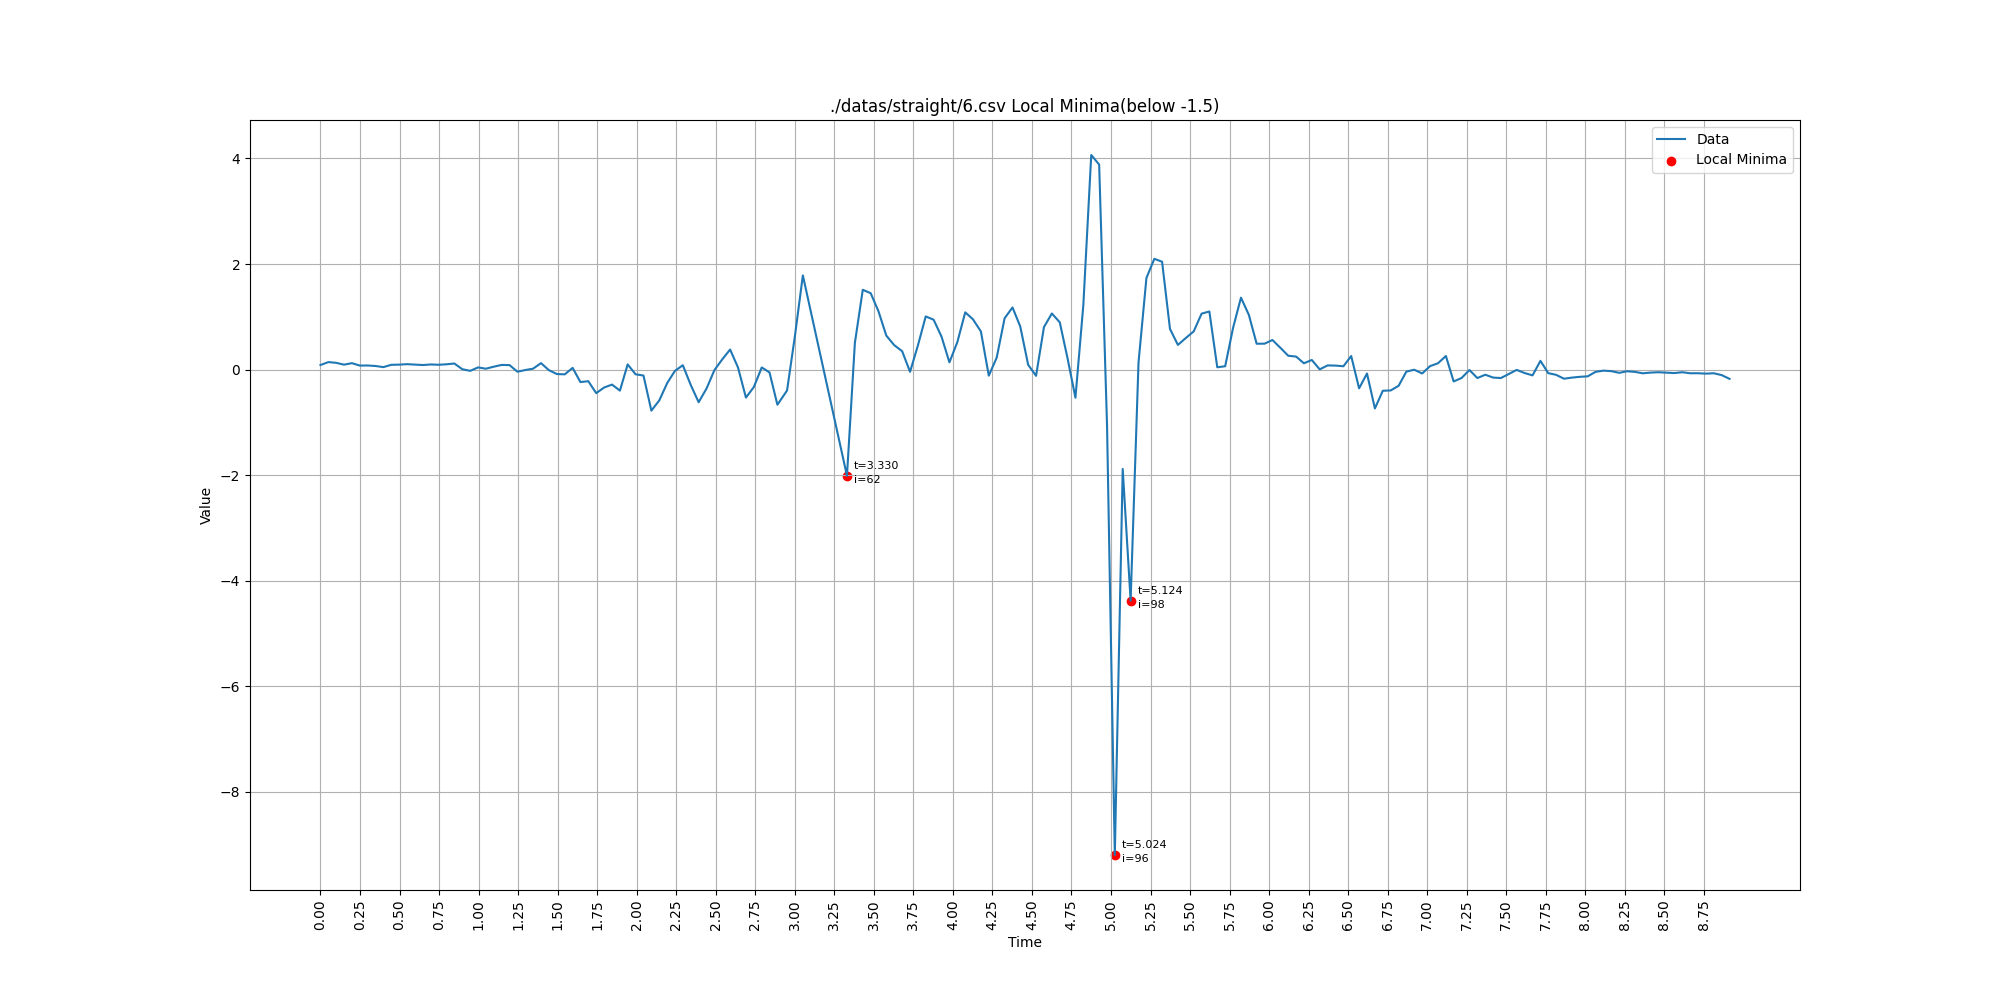 ./datas/straight/6.csv Local Minima(below -1.5)
Data
Local Minima
4
2
0
−2
−4
−6
−8
Value
t=3.330
i=62
t=5.124
i=98
t=5.024
i=96
0.00 0.25 0.50 0.75 1.00 1.25 1.50 1.75 2.00 2.25 2.50 2.75 3.00 3.25 3.50 3.75 4.00 4.25 4.50 4.75 5.00 5.25 5.50 5.75 6.00 6.25 6.50 6.75 7.00 7.25 7.50 7.75 8.00 8.25 8.50 8.75
Time